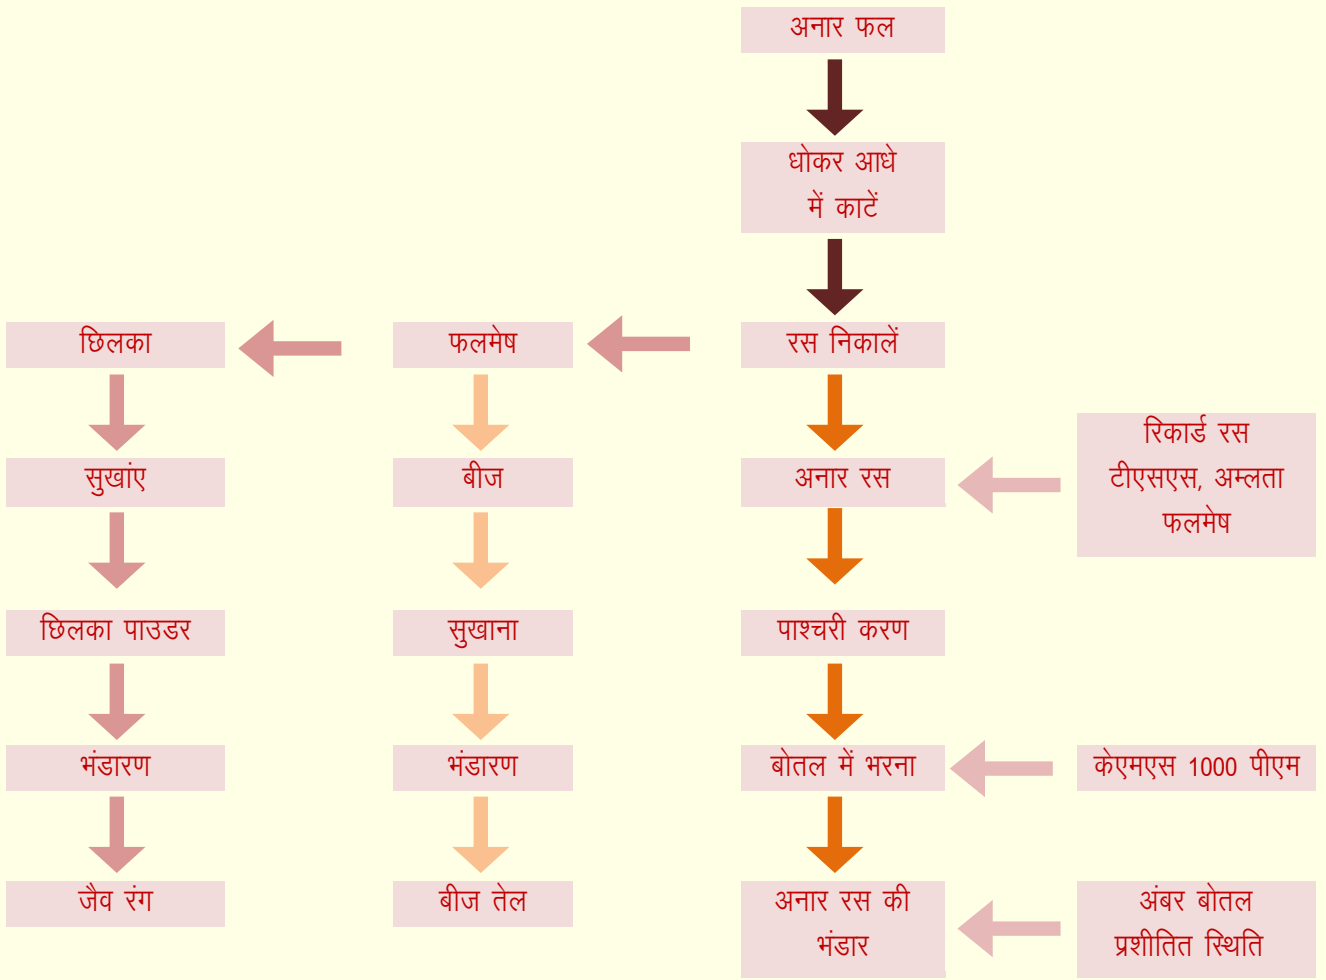 अनार फल
धोकर आधे
में काटें
छिलका
फलमेष
रस निकालें
रिकार्ड रस
टीएसएस, अम्लता
फलमेष
सुखांए
बीज
अनार रस
छिलका पाउडर
सुखाना
पाश्चरी करण
भंडारण
भंडारण
बोतल में भरना
केएमएस 1000 पीएम
जैव रंग
बीज तेल
अनार रस की
भंडार
अंबर बोतल
प्रशीतित स्थिति